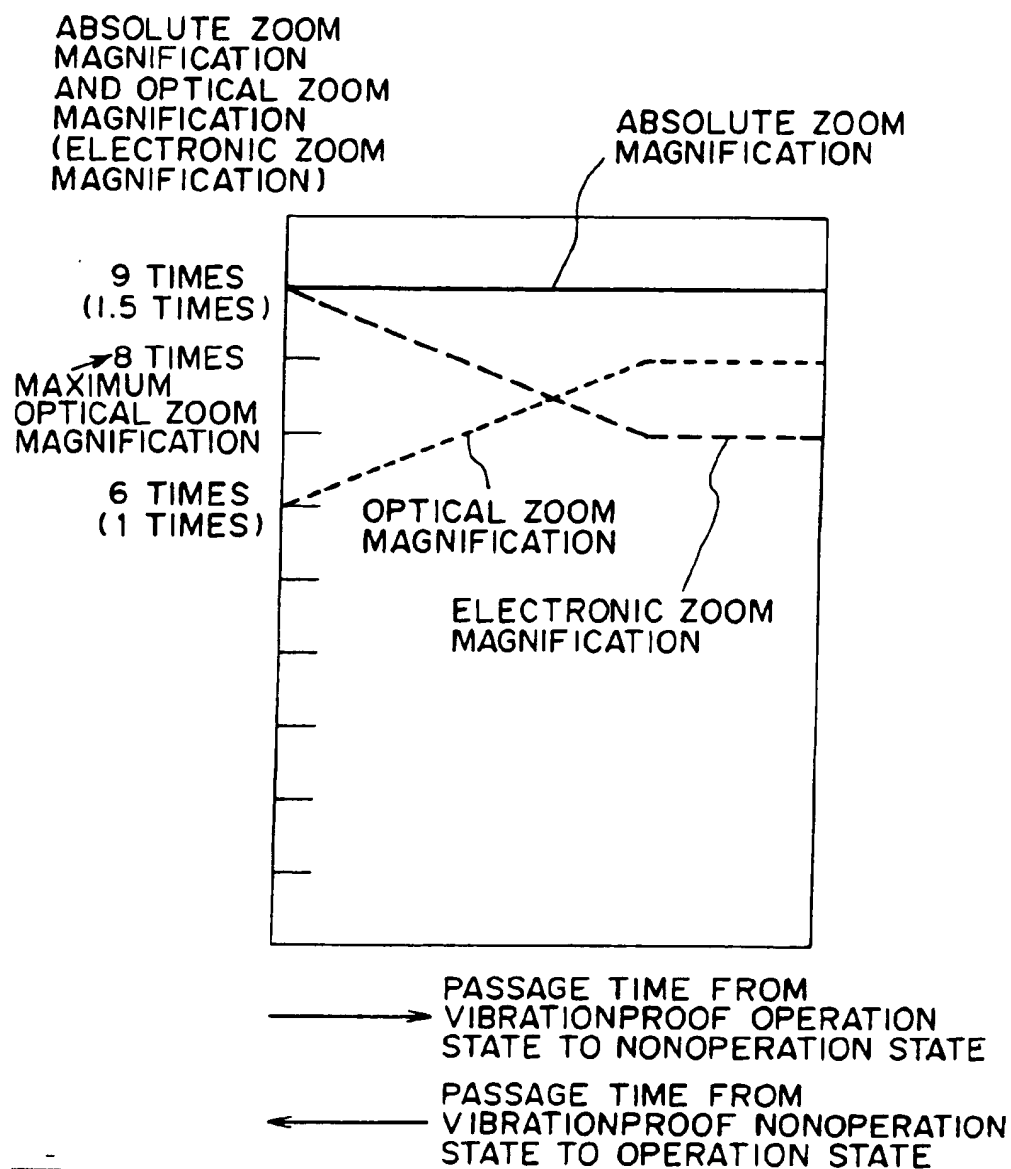 ABSOLUTE ZOOM
MAGNIFICATION
AND OPTICAL ZOOM
MAGNIFICATION
(ELECTRONIC ZOOM
MAGNIFICATION)
ABSOLUTE ZOOM
MAGNIFICATION
9 TIMES
(1.5 TIMES)
8 TIMES
MAXIMUM
OPTICAL ZOOM
MAGNIFICATION
6 TIMES
(1 TIMES)
OPTICAL ZOOM
MAGNIFICATION
ELECTRONIC ZOOM
MAGNIFICATION
PASSAGE TIME FROM
VIBRATIONPROOF OPERATION
STATE TO NONOPERATION STATE
PASSAGE TIME FROM
VIBRATIONPROOF NONOPERATION
STATE TO OPERATION STATE